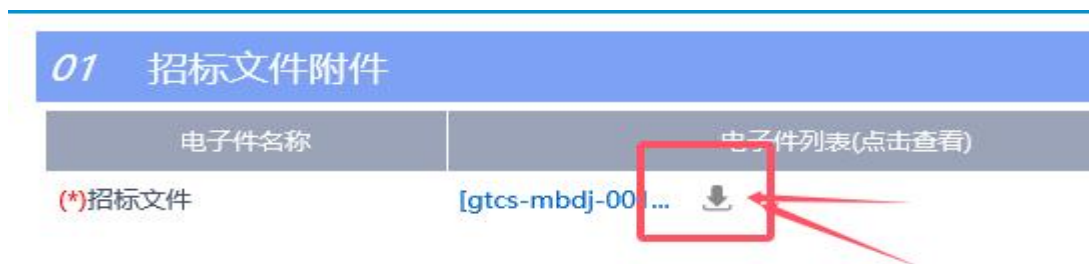 01 招标文件附件
电子件名称 电子件列表(点击查看)
(*)招标文件 [gtcs-mbdj-001...